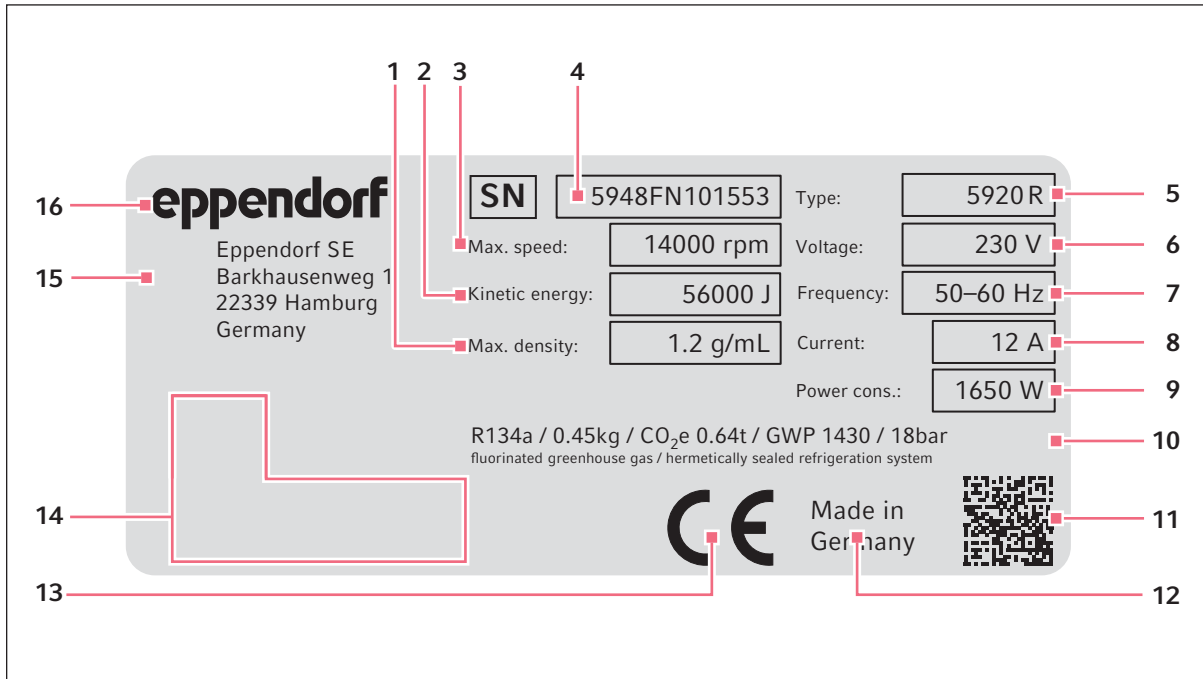 1 2 3 4
16 eppendorf SN 5948FN101553 Type: 5920 R 5
Eppendorf SE
Barkhausenweg 1
22339 Hamburg
Germany
15
Max. speed: 14000 rpm Voltage: 230 V 6
Kinetic energy: 56000 J Frequency: 50–60 Hz 7
Max. density: 1.2 g/mL Current: 12 A 8
Power cons.: 1650 W 9
R134a / 0.45kg / CO₂e 0.64t / GWP 1430 / 18bar 10
fluorinated greenhouse gas / hermetically sealed refrigeration system
14 CE Made in
Germany 11
13 12